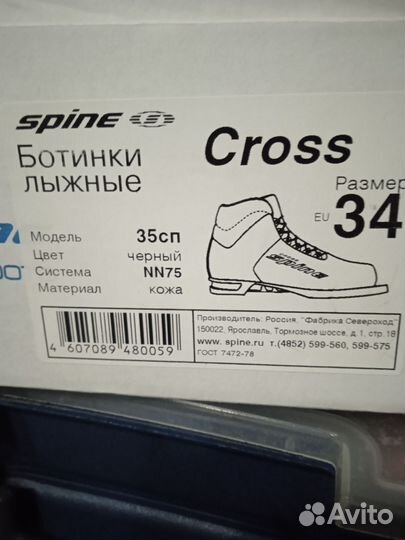 spine
Cross
Ботинки
лыжные
Размер
EU 34
Модель 35сп
Цвет черный
Система NN75
Материал кожа
spine
4 607089 480059
Производитель: Россия, "Фабрика Североход"
150022, Ярославль, Тормозное шоссе, д.1, стр.18
www.spine.ru т.(4852) 599-560, 599-575
ГОСТ 7472-78
Avito